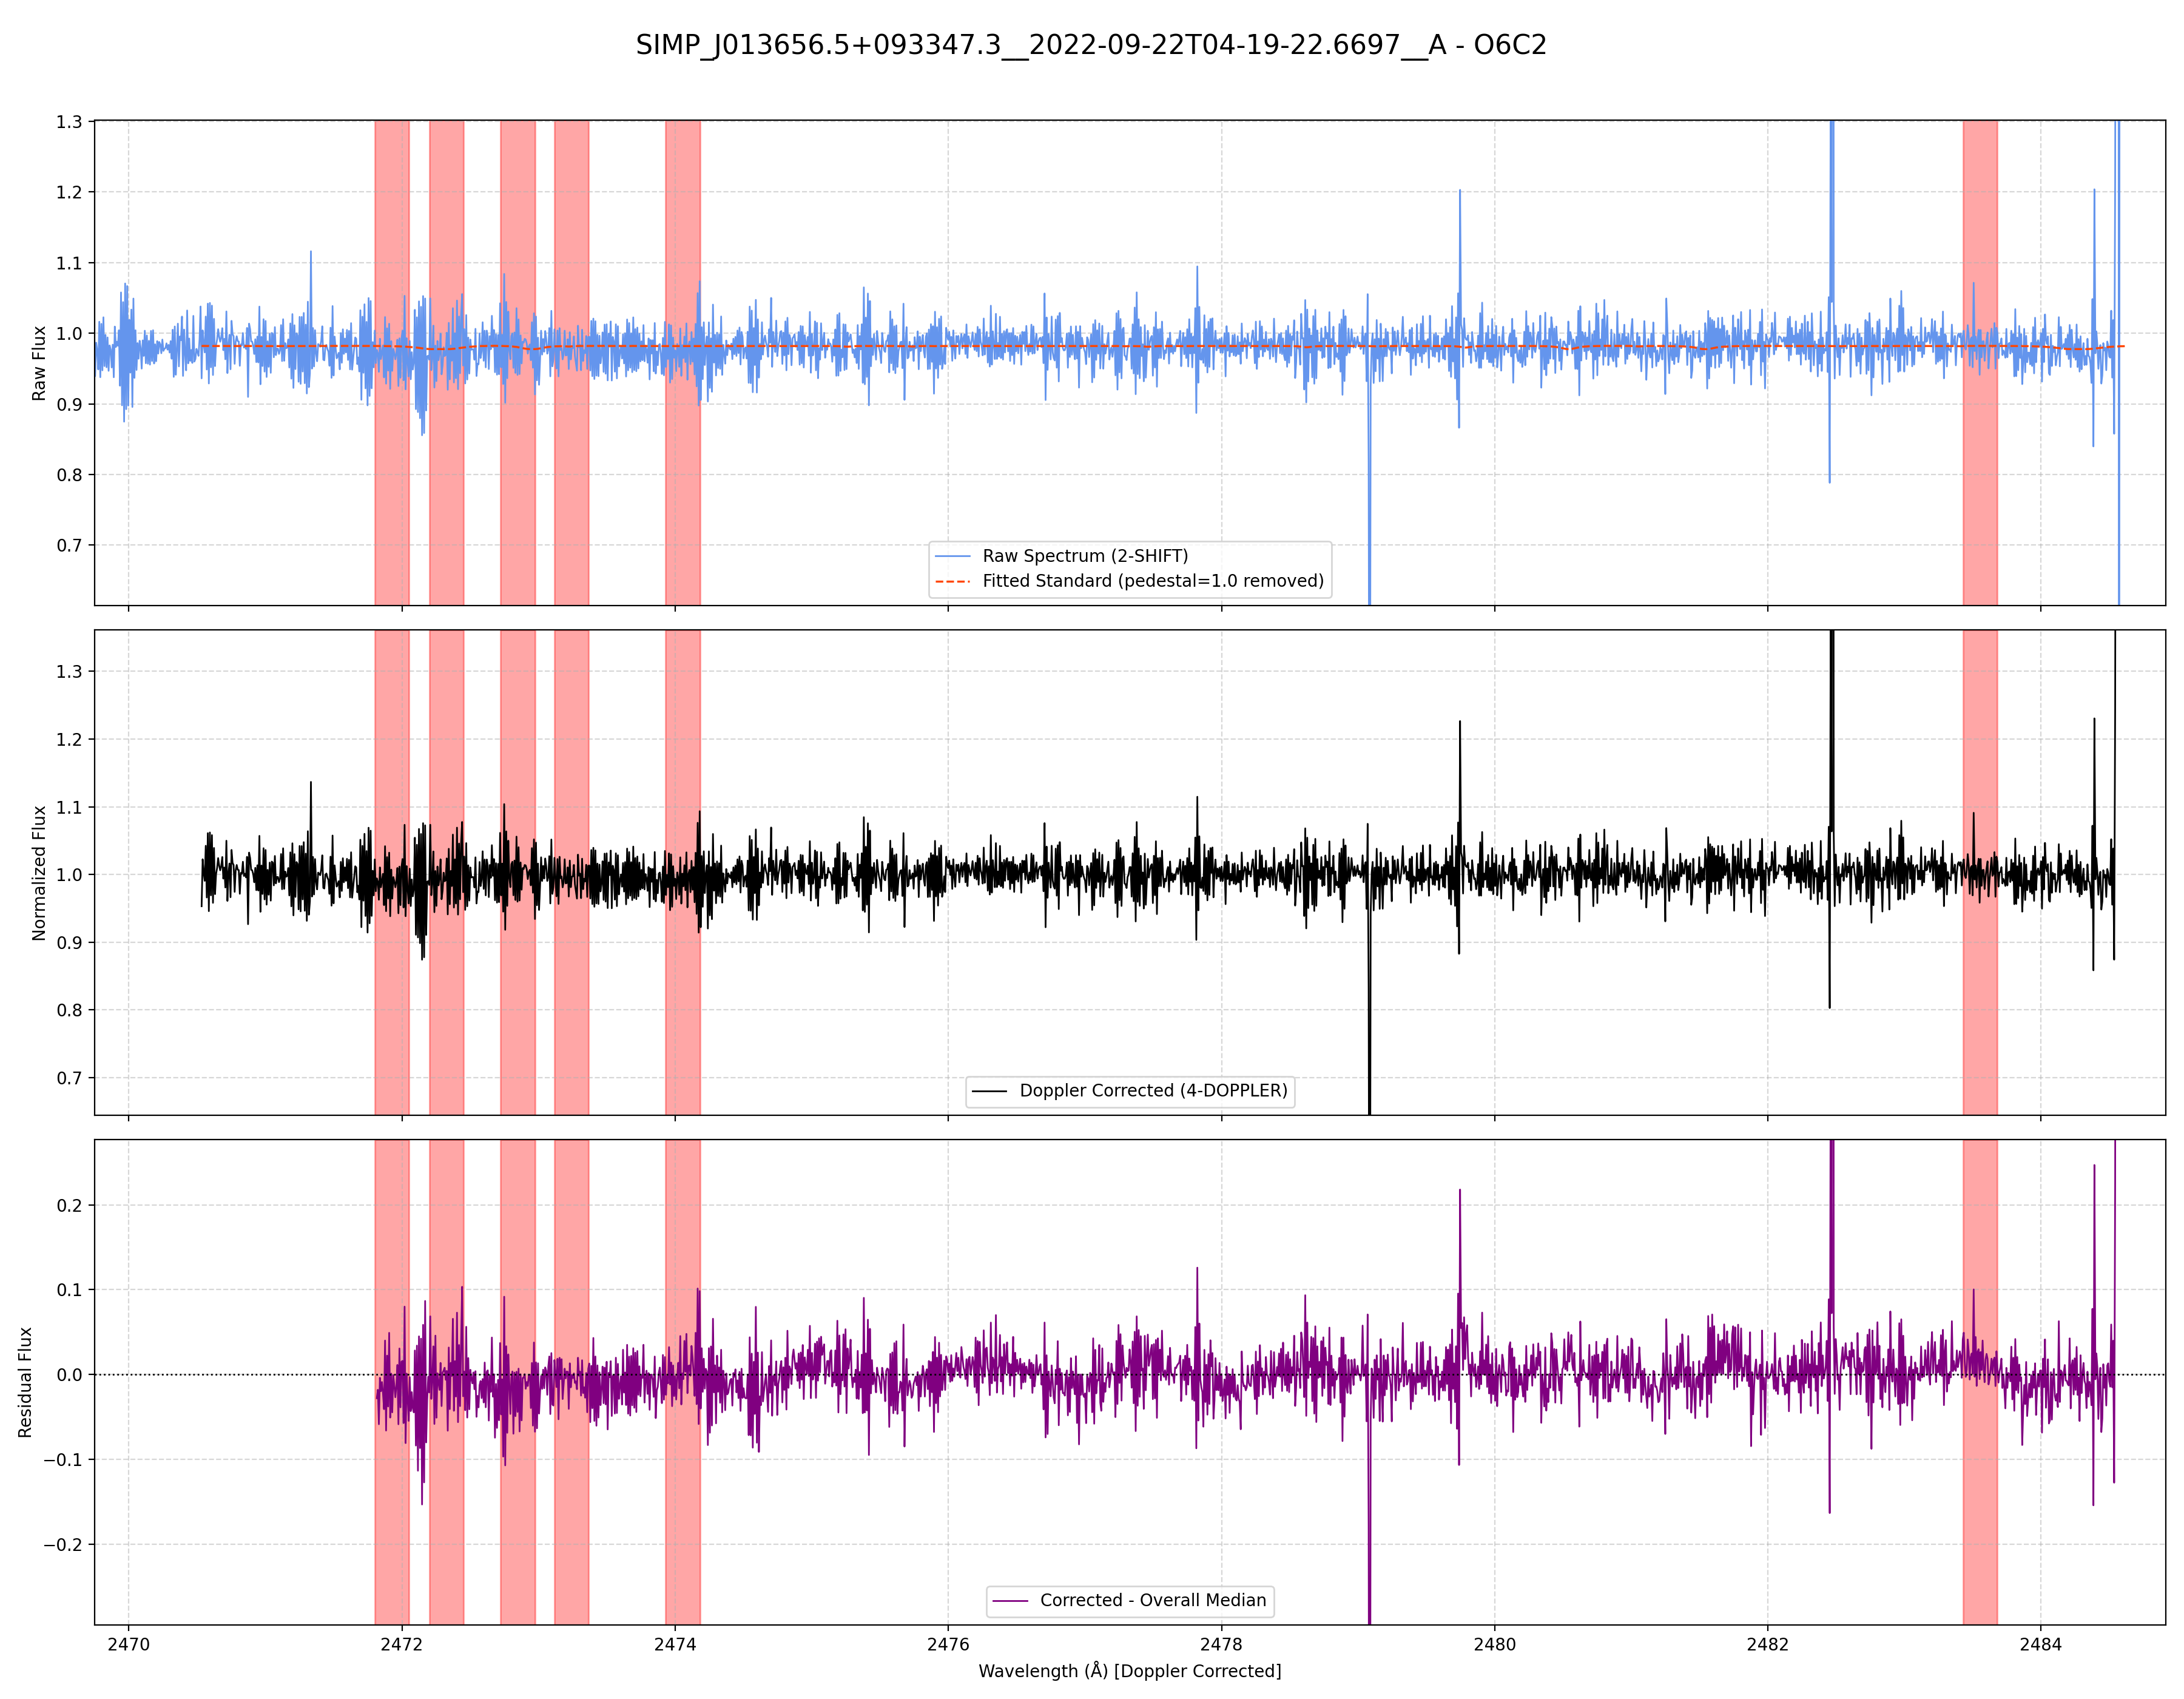 SIMP_J013656.5+093347.3__2022-09-22T04-19-22.6697__A - O6C2
1.3
1.2
1.1
1.0
0.9
0.8
0.7
Raw Flux
Raw Spectrum (2-SHIFT)
Fitted Standard (pedestal=1.0 removed)
1.3
1.2
1.1
1.0
0.9
0.8
0.7
Normalized Flux
Doppler Corrected (4-DOPPLER)
0.2
0.1
0.0
−0.1
−0.2
Residual Flux
Corrected - Overall Median
2470 2472 2474 2476 2478 2480 2482 2484
Wavelength (Å) [Doppler Corrected]